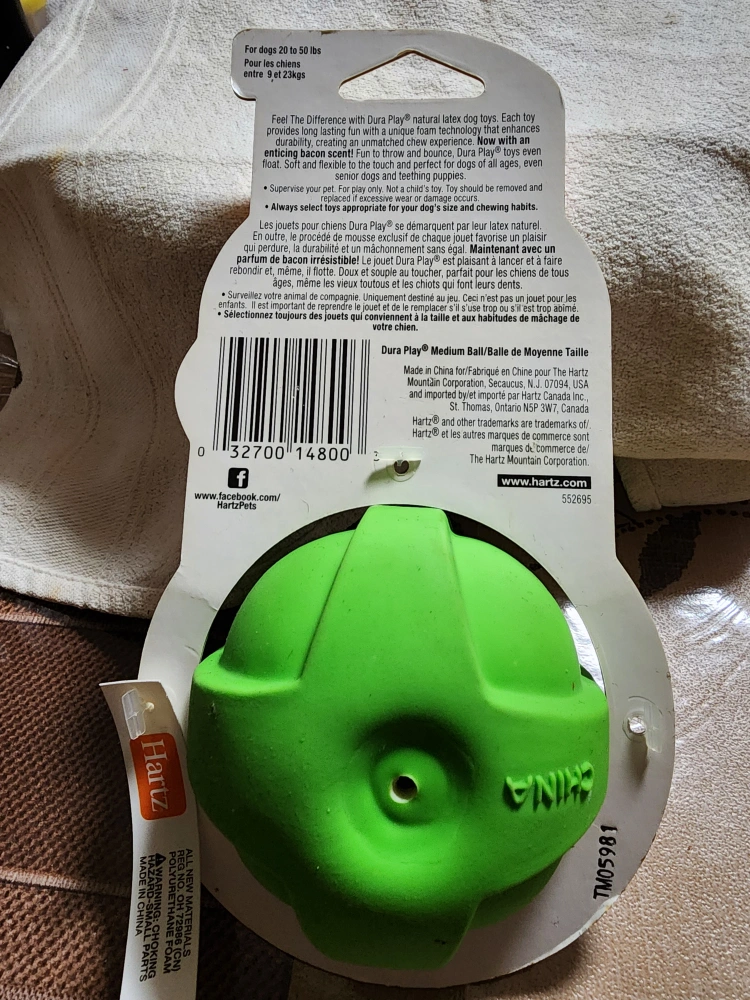 For dogs 20 to 50 lbs
Pour les chiens
entre 9 et 23kgs
Feel The Difference with Dura Play® natural latex dog toys. Each toy
provides long lasting fun with a unique foam technology that enhances
durability, creating an unmatched chew experience. Now with an
enticing bacon scent! Fun to throw and bounce, Dura Play® toys even
float. Soft and flexible to the touch and perfect for dogs of all ages, even
senior dogs and teething puppies.
• Supervise your pet. For play only. Not a child's toy. Toy should be removed and
replaced if excessive wear or damage occurs.
• Always select toys appropriate for your dog's size and chewing habits.
Les jouets pour chiens Dura Play® se démarquent par leur latex naturel.
En outre, le procédé de mousse exclusif de chaque jouet favorise un plaisir
qui perdure, la durabilité et un mâchonnement sans égal. Maintenant avec un
parfum de bacon irrésistible! Le jouet Dura Play® est plaisant à lancer et à faire
rebondir et, même, il flotte. Doux et souple au toucher, parfait pour les chiens de tous
âges, même les vieux toutous et les chiots qui font leurs dents.
• Surveillez votre animal de compagnie. Uniquement destiné au jeu. Ceci n'est pas un jouet pour les
enfants. Il est important de reprendre le jouet et de le remplacer s'il s'use trop ou s'il est trop abîmé.
• Sélectionnez toujours des jouets qui conviennent à la taille et aux habitudes de mâchage de
votre chien.
Dura Play® Medium Ball/Balle de Moyenne Taille
Made in China for/Fabriqué en Chine pour The Hartz
Mountain Corporation, Secaucus, N.J. 07094, USA
and imported by/et importé par Hartz Canada Inc.,
St. Thomas, Ontario N5P 3W7, Canada
Hartz® and other trademarks are trademarks of/
Hartz® et les autres marques de commerce sont
marques de commerce de/
The Hartz Mountain Corporation.
0 32700 14800
f
www.facebook.com/
HartzPets
www.hartz.com
552695
CHINA
TM05981
Hartz
ALL NEW MATERIALS
REG NO. OH 72986 (CN)
POLYURETHANE FOAM
⚠WARNING: CHOKING
HAZARD-SMALL PARTS
MADE IN CHINA